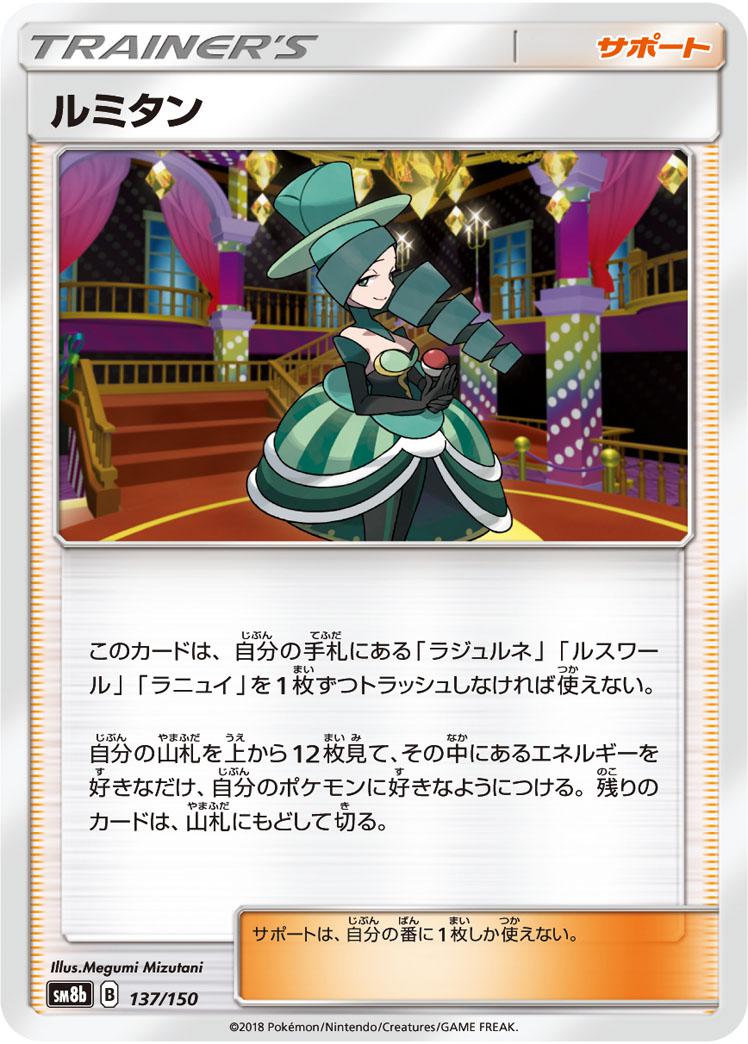 TRAINER'S サポート
ルミタン
このカードは、自分の手札にある「ラジュルネ」「ルスワー
ル」「ラニュイ」を1枚ずつトラッシュしなければ使えない。
自分の山札を上から12枚見て、その中にあるエネルギーを
好きなだけ、自分のポケモンに好きなようにつける。残りの
カードは、山札にもどして切る。
サポートは、自分の番に1枚しか使えない。
Illus.Megumi Mizutani
SM8b B 137/150
©2018 Pokémon/Nintendo/Creatures/GAME FREAK.